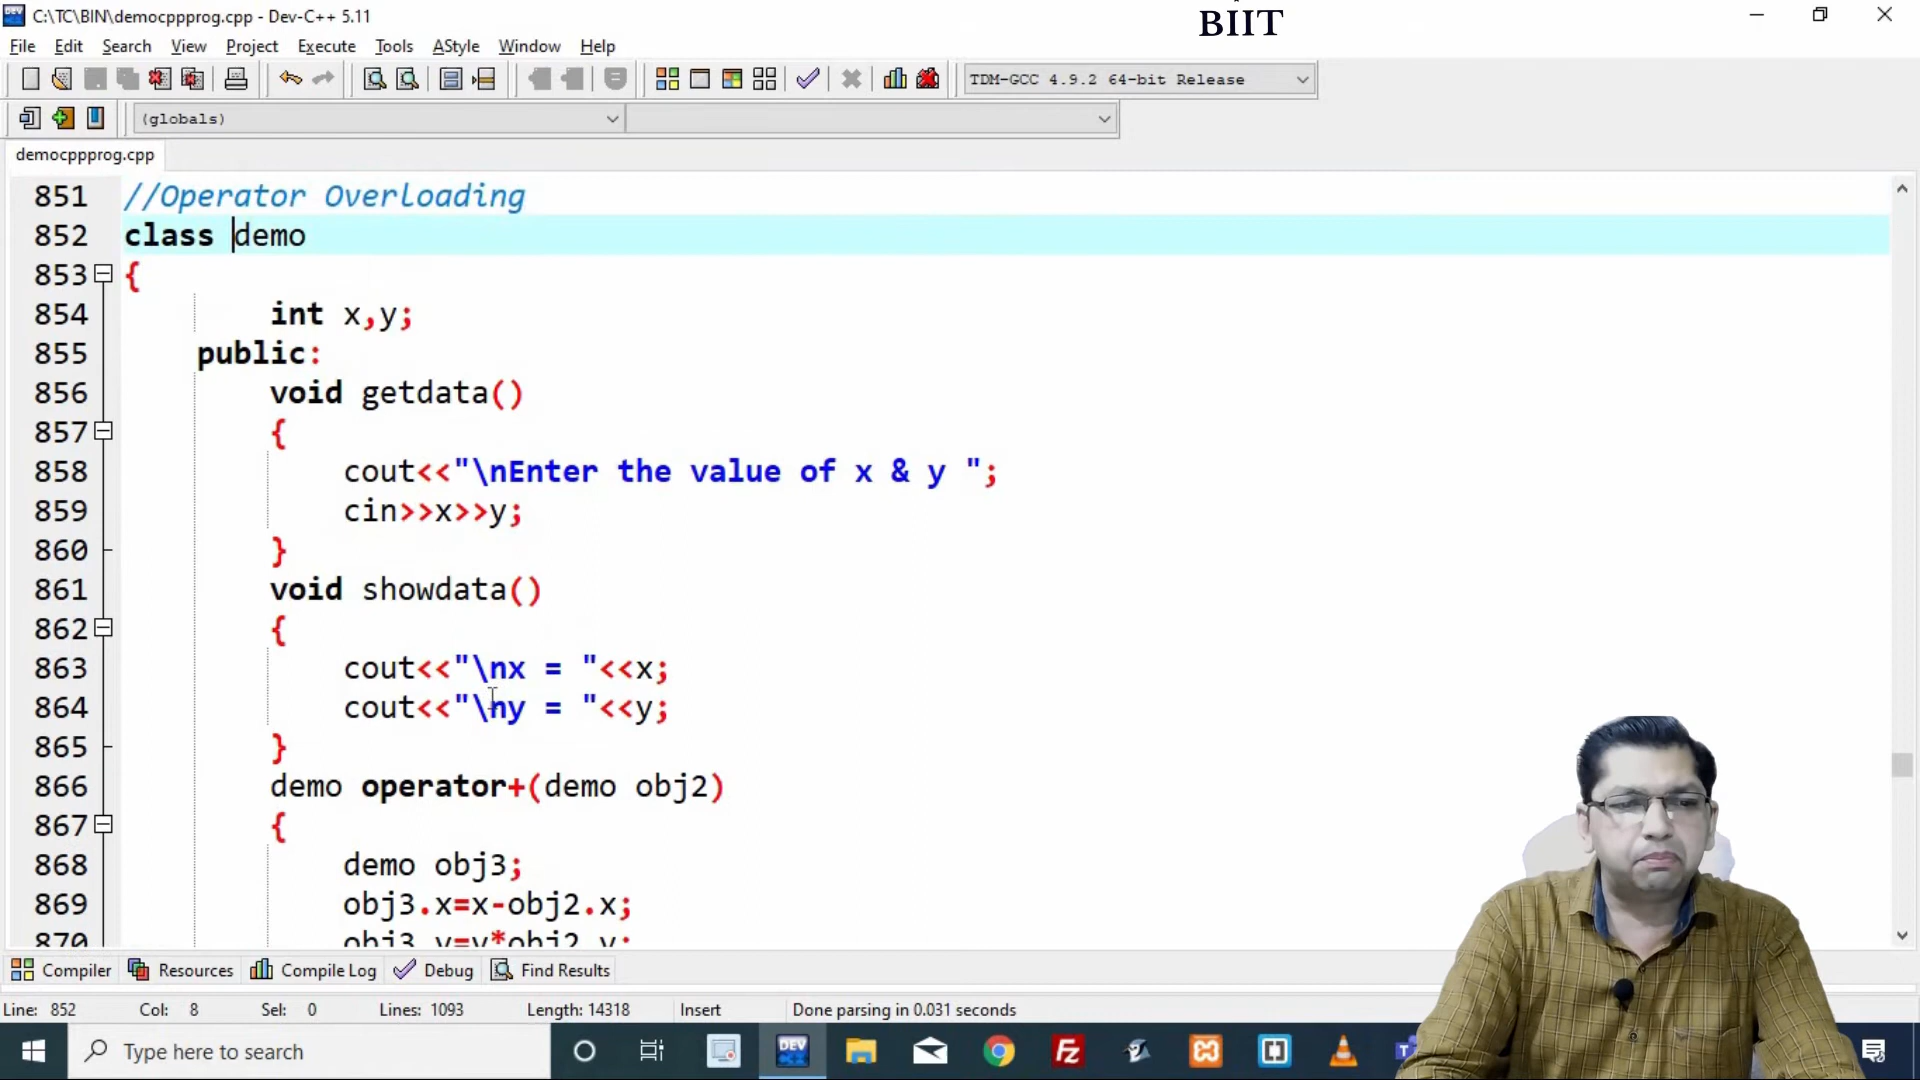 C:\TC\BIN\democppprog.cpp - Dev-C++ 5.11
BIIT
File Edit Search View Project Execute Tools AStyle Window Help
TDM-GCC 4.9.2 64-bit Release
(globals)
democppprog.cpp
851 //Operator Overloading
852 class demo
853 {
854 int x,y;
855 public:
856 void getdata()
857 {
858 cout<<"\nEnter the value of x & y ";
859 cin>>x>>y;
860 }
861 void showdata()
862 {
863 cout<<"\nx = "<<x;
864 cout<<"\ny = "<<y;
865 }
866 demo operator+(demo obj2)
867 {
868 demo obj3;
869 obj3.x=x-obj2.x;
870 obj3.y=y*obj2.y;
Compiler Resources Compile Log Debug Find Results
Line: 852 Col: 8 Sel: 0 Lines: 1093 Length: 14318 Insert Done parsing in 0.031 seconds
DEV
Fz
Type here to search